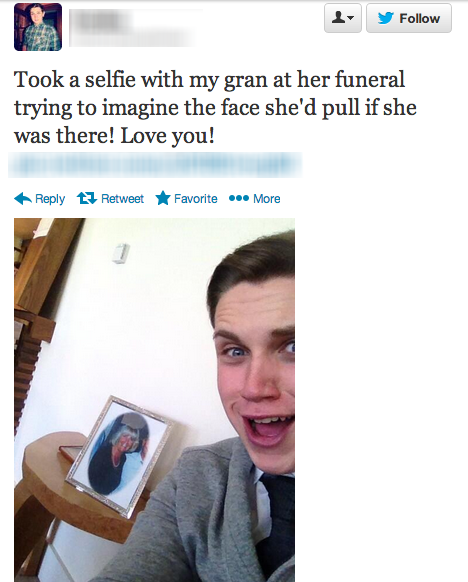 Follow
Took a selfie with my gran at her funeral
trying to imagine the face she'd pull if she
was there! Love you!
Reply Retweet Favorite More